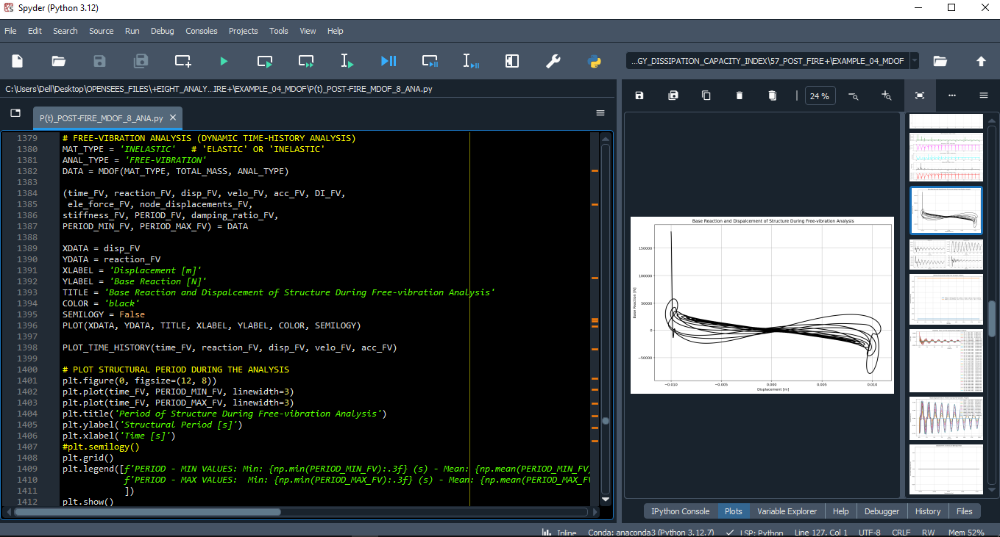 Spyder (Python 3.12)
File Edit Search Source Run Debug Consoles Projects Tools View Help
...GY_DISSIPATION_CAPACITY_INDEX\57_POST_FIRE+\EXAMPLE_04_MDOF
C:\Users\Dell\Desktop\OPENSEES_FILES\+EIGHT_ANALY...IRE+\EXAMPLE_04_MDOF\P(t)_POST-FIRE_MDOF_8_ANA.py
P(t)_POST-FIRE_MDOF_8_ANA.py
24 %
1379 # FREE-VIBRATION ANALYSIS (DYNAMIC TIME-HISTORY ANALYSIS)
1380 MAT_TYPE = 'INELASTIC'   # 'ELASTIC' OR 'INELASTIC'
1381 ANAL_TYPE = 'FREE-VIBRATION'
1382 DATA = MDOF(MAT_TYPE, TOTAL_MASS, ANAL_TYPE)
1383
1384 (time_FV, reaction_FV, disp_FV, velo_FV, acc_FV, DI_FV,
1385  ele_force_FV, node_displacements_FV,
1386 stiffness_FV, PERIOD_FV, damping_ratio_FV,
1387 PERIOD_MIN_FV, PERIOD_MAX_FV) = DATA
1388
1389 XDATA = disp_FV
1390 YDATA = reaction_FV
1391 XLABEL = 'Displacement [m]'
1392 YLABEL = 'Base Reaction [N]'
1393 TITLE = 'Base Reaction and Dispalcement of Structure During Free-vibration Analysis'
1394 COLOR = 'black'
1395 SEMILOGY = False
1396 PLOT(XDATA, YDATA, TITLE, XLABEL, YLABEL, COLOR, SEMILOGY)
1397
1398 PLOT_TIME_HISTORY(time_FV, reaction_FV, disp_FV, velo_FV, acc_FV)
1399
1400 # PLOT STRUCTURAL PERIOD DURING THE ANALYSIS
1401 plt.figure(0, figsize=(12, 8))
1402 plt.plot(time_FV, PERIOD_MIN_FV, linewidth=3)
1403 plt.plot(time_FV, PERIOD_MAX_FV, linewidth=3)
1404 plt.title('Period of Structure During Free-vibration Analysis')
1405 plt.ylabel('Structural Period [s]')
1406 plt.xlabel('Time [s]')
1407 #plt.semilogy()
1408 plt.grid()
1409 plt.legend([f'PERIOD - MIN VALUES: Min: {np.min(PERIOD_MIN_FV):.3f} (s) - Mean: {np.mean(PERIOD_MIN_FV)
1410             f'PERIOD - MAX VALUES:  Min: {np.min(PERIOD_MAX_FV):.3f} (s) - Mean: {np.mean(PERIOD_MAX_FV
1411             ])
1412 plt.show()
Base Reaction and Dispalcement of Structure During Free-vibration Analysis
Base Reaction [N]
150000
100000
50000
0
−50000
−0.010 −0.005 0.000 0.005 0.010
Displacement [m]
IPython Console Plots Variable Explorer Help Debugger History Files
Inline Conda: anaconda3 (Python 3.12.7) LSP: Python Line 127, Col 1 UTF-8 CRLF RW Mem 52%